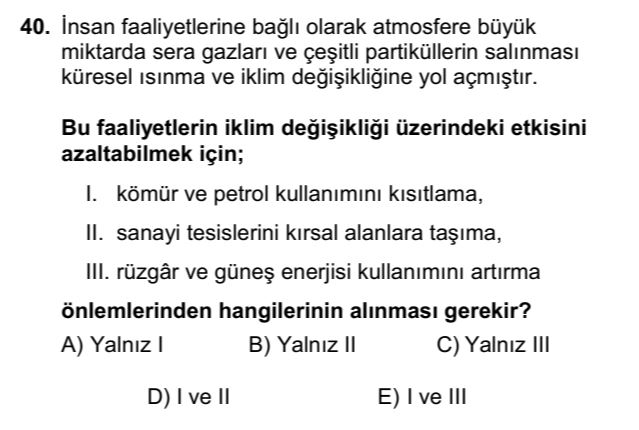 40. İnsan faaliyetlerine bağlı olarak atmosfere büyük
miktarda sera gazları ve çeşitli partiküllerin salınması
küresel ısınma ve iklim değişikliğine yol açmıştır.
Bu faaliyetlerin iklim değişikliği üzerindeki etkisini
azaltabilmek için;
I. kömür ve petrol kullanımını kısıtlama,
II. sanayi tesislerini kırsal alanlara taşıma,
III. rüzgâr ve güneş enerjisi kullanımını artırma
önlemlerinden hangilerinin alınması gerekir?
A) Yalnız I B) Yalnız II C) Yalnız III
D) I ve II E) I ve III